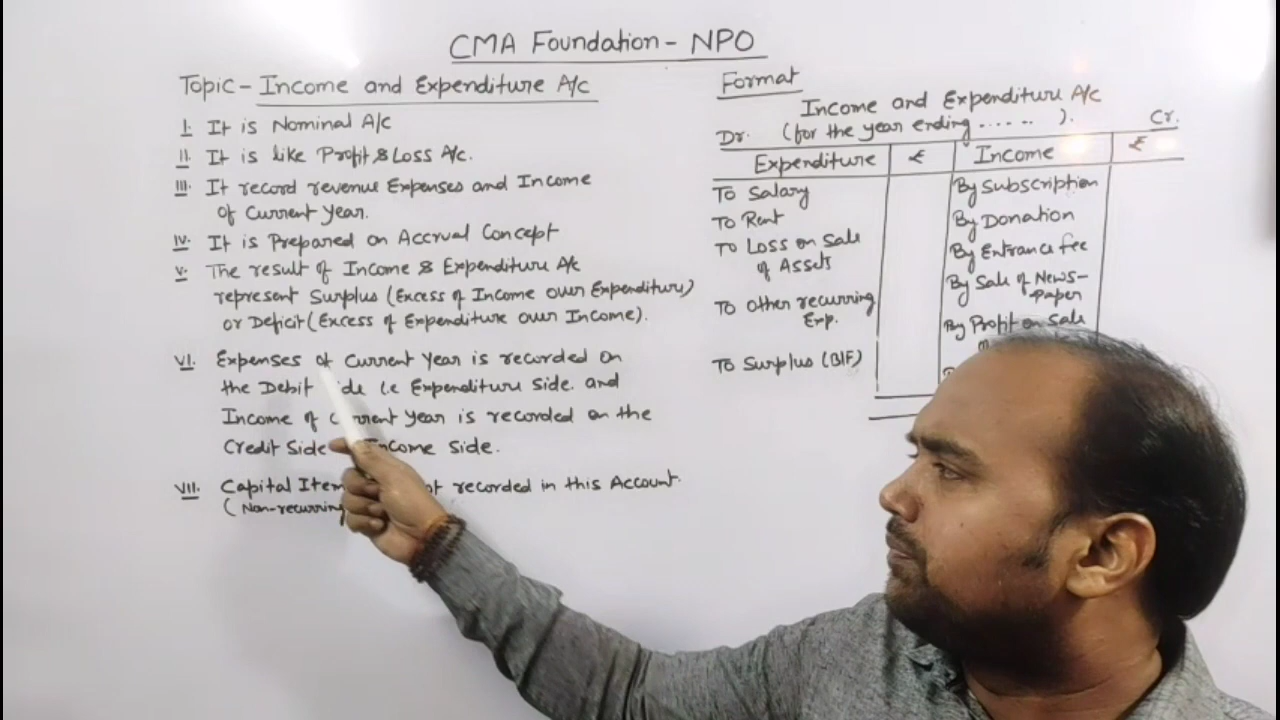 CMA Foundation - NPO
Topic - Income and Expenditure A/c
I. It is Nominal A/c
II. It is like Profit & Loss A/c.
III. It record revenue Expenses and Income
of Current Year.
IV. It is Prepared on Accrual Concept
V. The result of Income & Expenditure A/c
represent Surplus (Excess of Income over Expenditure)
or Deficit (Excess of Expenditure over Income).
VI. Expenses of Current Year is recorded on
the Debit i.e Expenditure side. and
Income of Current Year is recorded on the
Credit Side Income side.
VII. Capital recorded in this Account.
(Non-recurring
Format
Income and Expenditure A/c
Dr. (for the year ending ...... ). Cr.
Expenditure ₹ Income ₹
To Salary By Subscription
To Rent By Donation
To Loss on Sale By Entrance fee
of Assets By Sale of News-
paper
To Other recurring By Profit on Sale
Exp.
To Surplus (B/F)